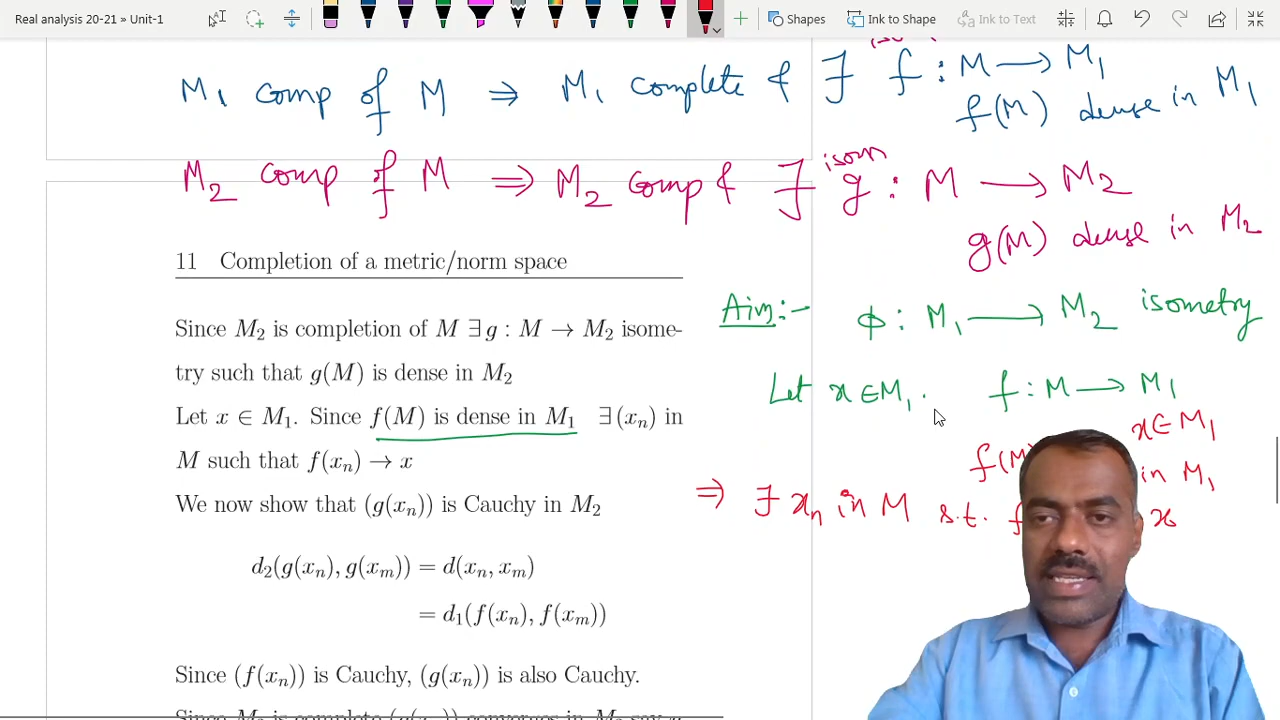 Real analysis 20-21 » Unit-1
Shapes
Ink to Shape
Ink to Text
M₁ comp of M ⇒ M₁ complete & ∃ f : M ⟶ M₁
f(M) dense in M₁
isom
M₂ comp of M ⇒ M₂ comp & ∃ g : M ⟶ M₂
g(M) dense in M₂
11 Completion of a metric/norm space
Since M₂ is completion of M ∃ g : M → M₂ isome-
try such that g(M) is dense in M₂
Let x ∈ M₁. Since f(M) is dense in M₁ ∃ (xₙ) in
M such that f(xₙ) → x
We now show that (g(xₙ)) is Cauchy in M₂
d₂(g(xₙ), g(xₘ)) = d(xₙ, xₘ)
= d₁(f(xₙ), f(xₘ))
Since (f(xₙ)) is Cauchy, (g(xₙ)) is also Cauchy.
Aim:- ϕ : M₁ ⟶ M₂ isometry
Let x ∈ M₁. f : M ⟶ M₁
x ∈ M₁
f(M) in M₁
⇒ ∃ xₙ in M s.t. f x